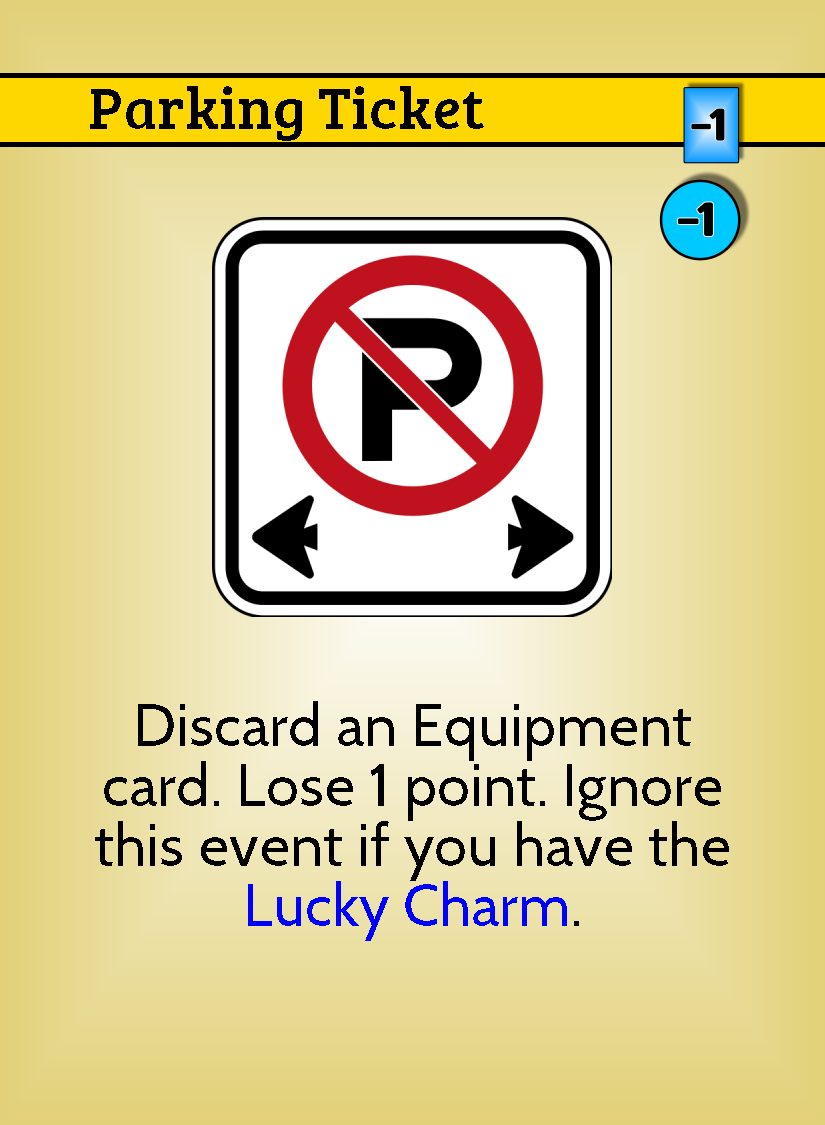 Parking Ticket
–1
–1
P
Discard an Equipment
card. Lose 1 point. Ignore
this event if you have the
Lucky Charm.